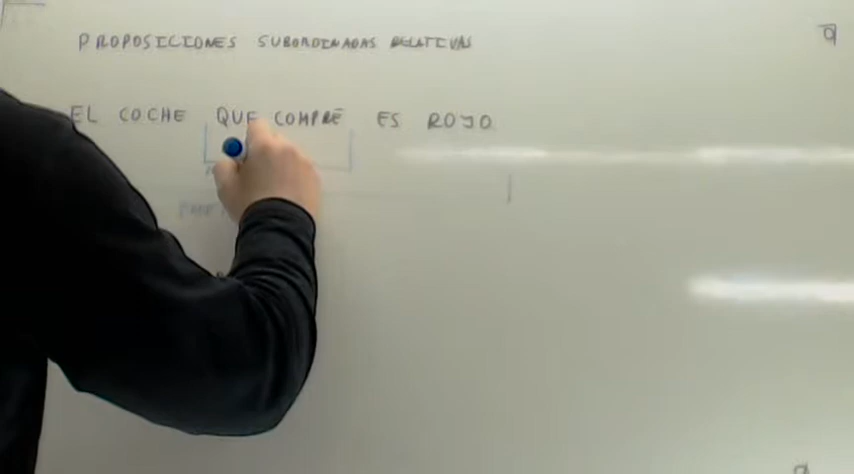 PROPOSICIONES SUBORDINADAS RELATIVAS
EL COCHE QUE COMPRÉ ES ROJO